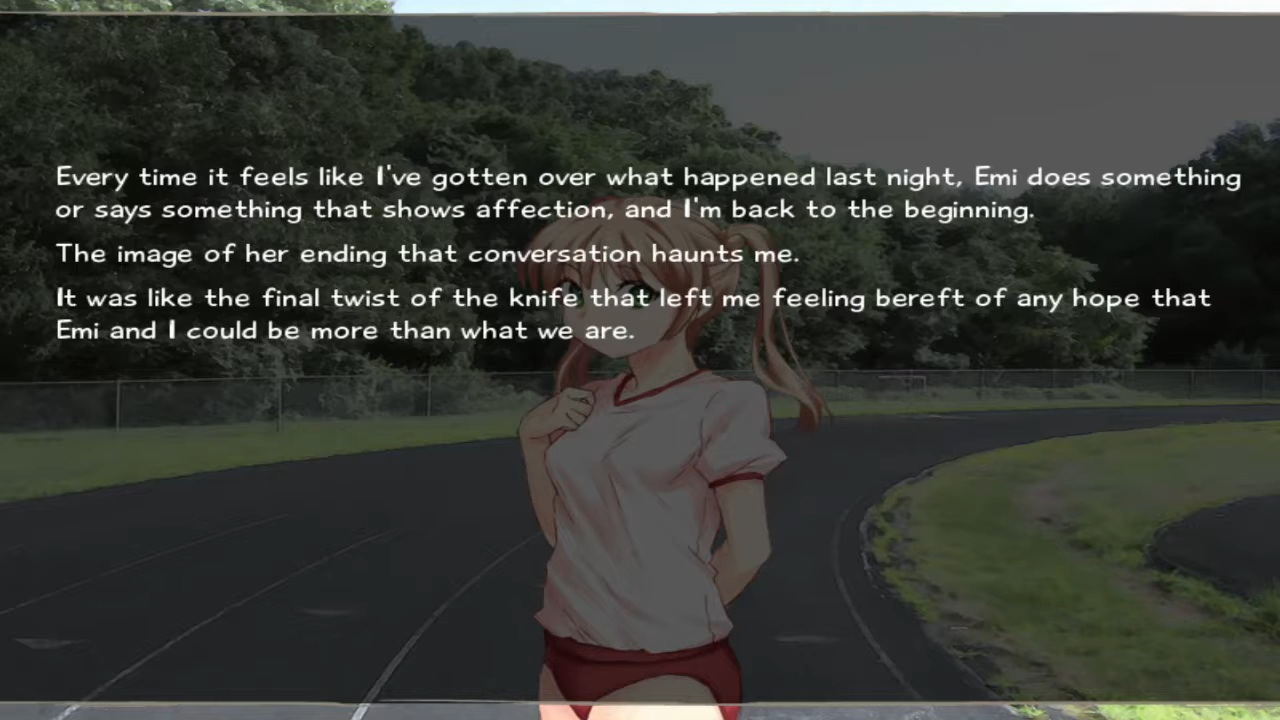 Every time it feels like I've gotten over what happened last night, Emi does something
or says something that shows affection, and I'm back to the beginning.
The image of her ending that conversation haunts me.
It was like the final twist of the knife that left me feeling bereft of any hope that
Emi and I could be more than what we are.